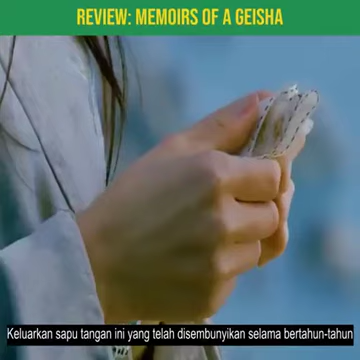 REVIEW: MEMOIRS OF A GEISHA
Keluarkan sapu tangan ini yang telah disembunyikan selama bertahun-tahun